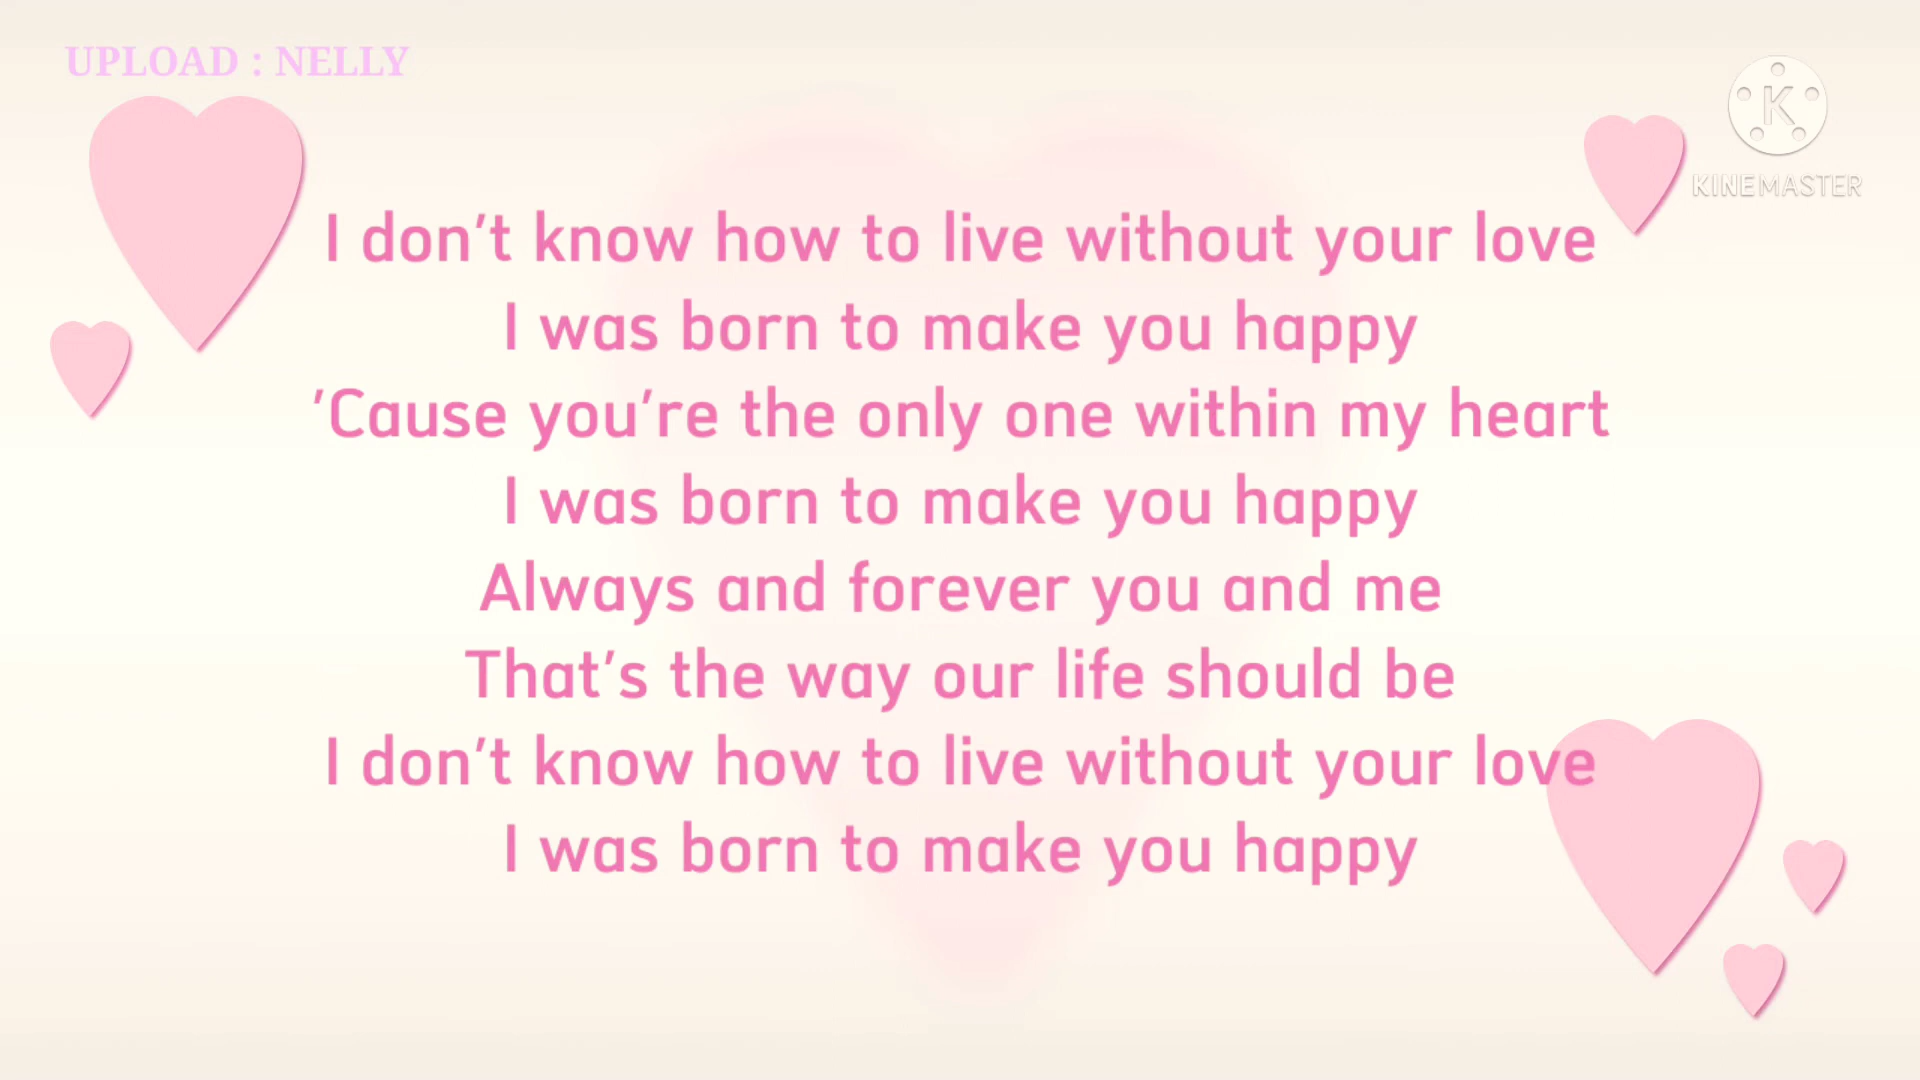 UPLOAD : NELLY
KINEMASTER
I don't know how to live without your love
I was born to make you happy
'Cause you're the only one within my heart
I was born to make you happy
Always and forever you and me
That's the way our life should be
I don't know how to live without your love
I was born to make you happy